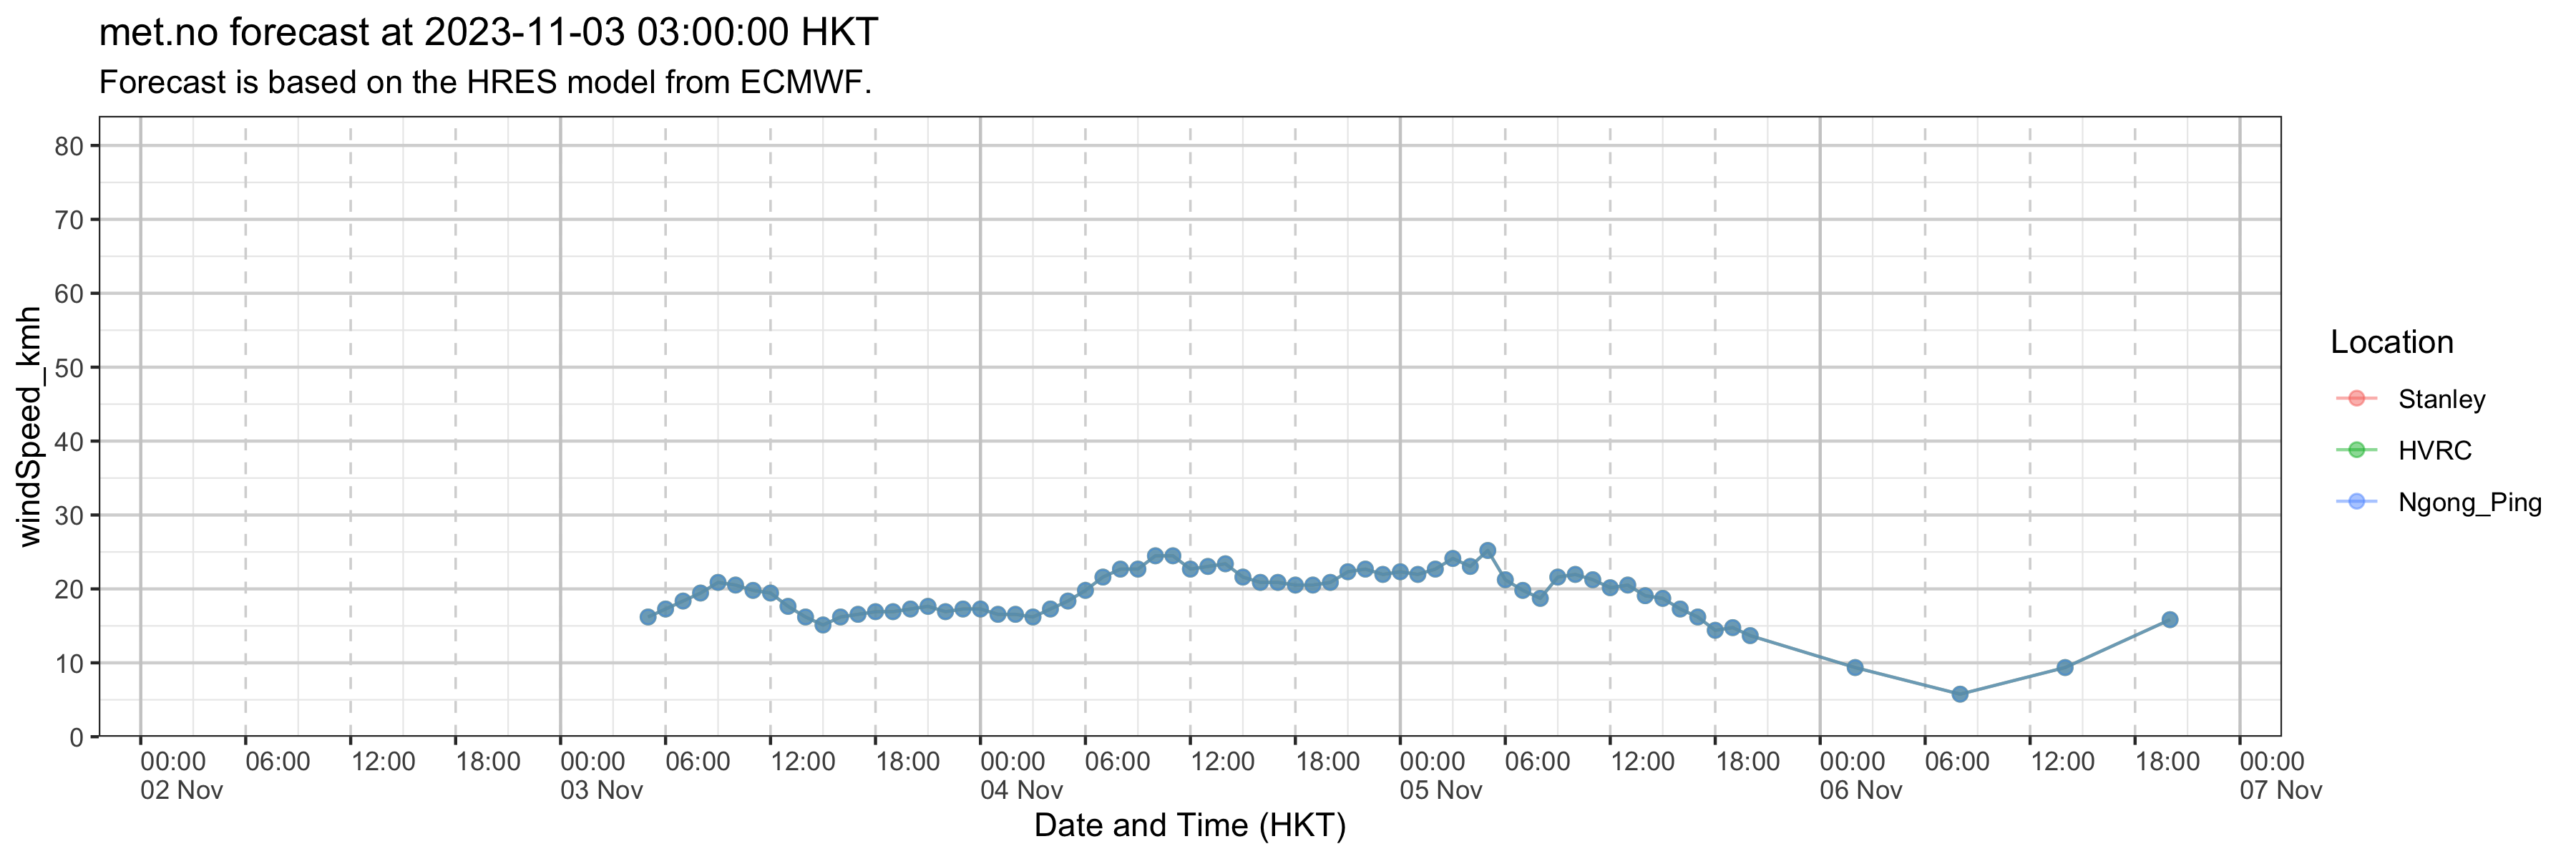 met.no forecast at 2023-11-03 03:00:00 HKT
Forecast is based on the HRES model from ECMWF.
windSpeed_kmh
80
70
60
50
40
30
20
10
0
00:00 06:00 12:00 18:00 00:00 06:00 12:00 18:00 00:00 06:00 12:00 18:00 00:00 06:00 12:00 18:00 00:00 06:00 12:00 18:00 00:00
02 Nov 03 Nov 04 Nov 05 Nov 06 Nov 07 Nov
Date and Time (HKT)
Location
Stanley
HVRC
Ngong_Ping